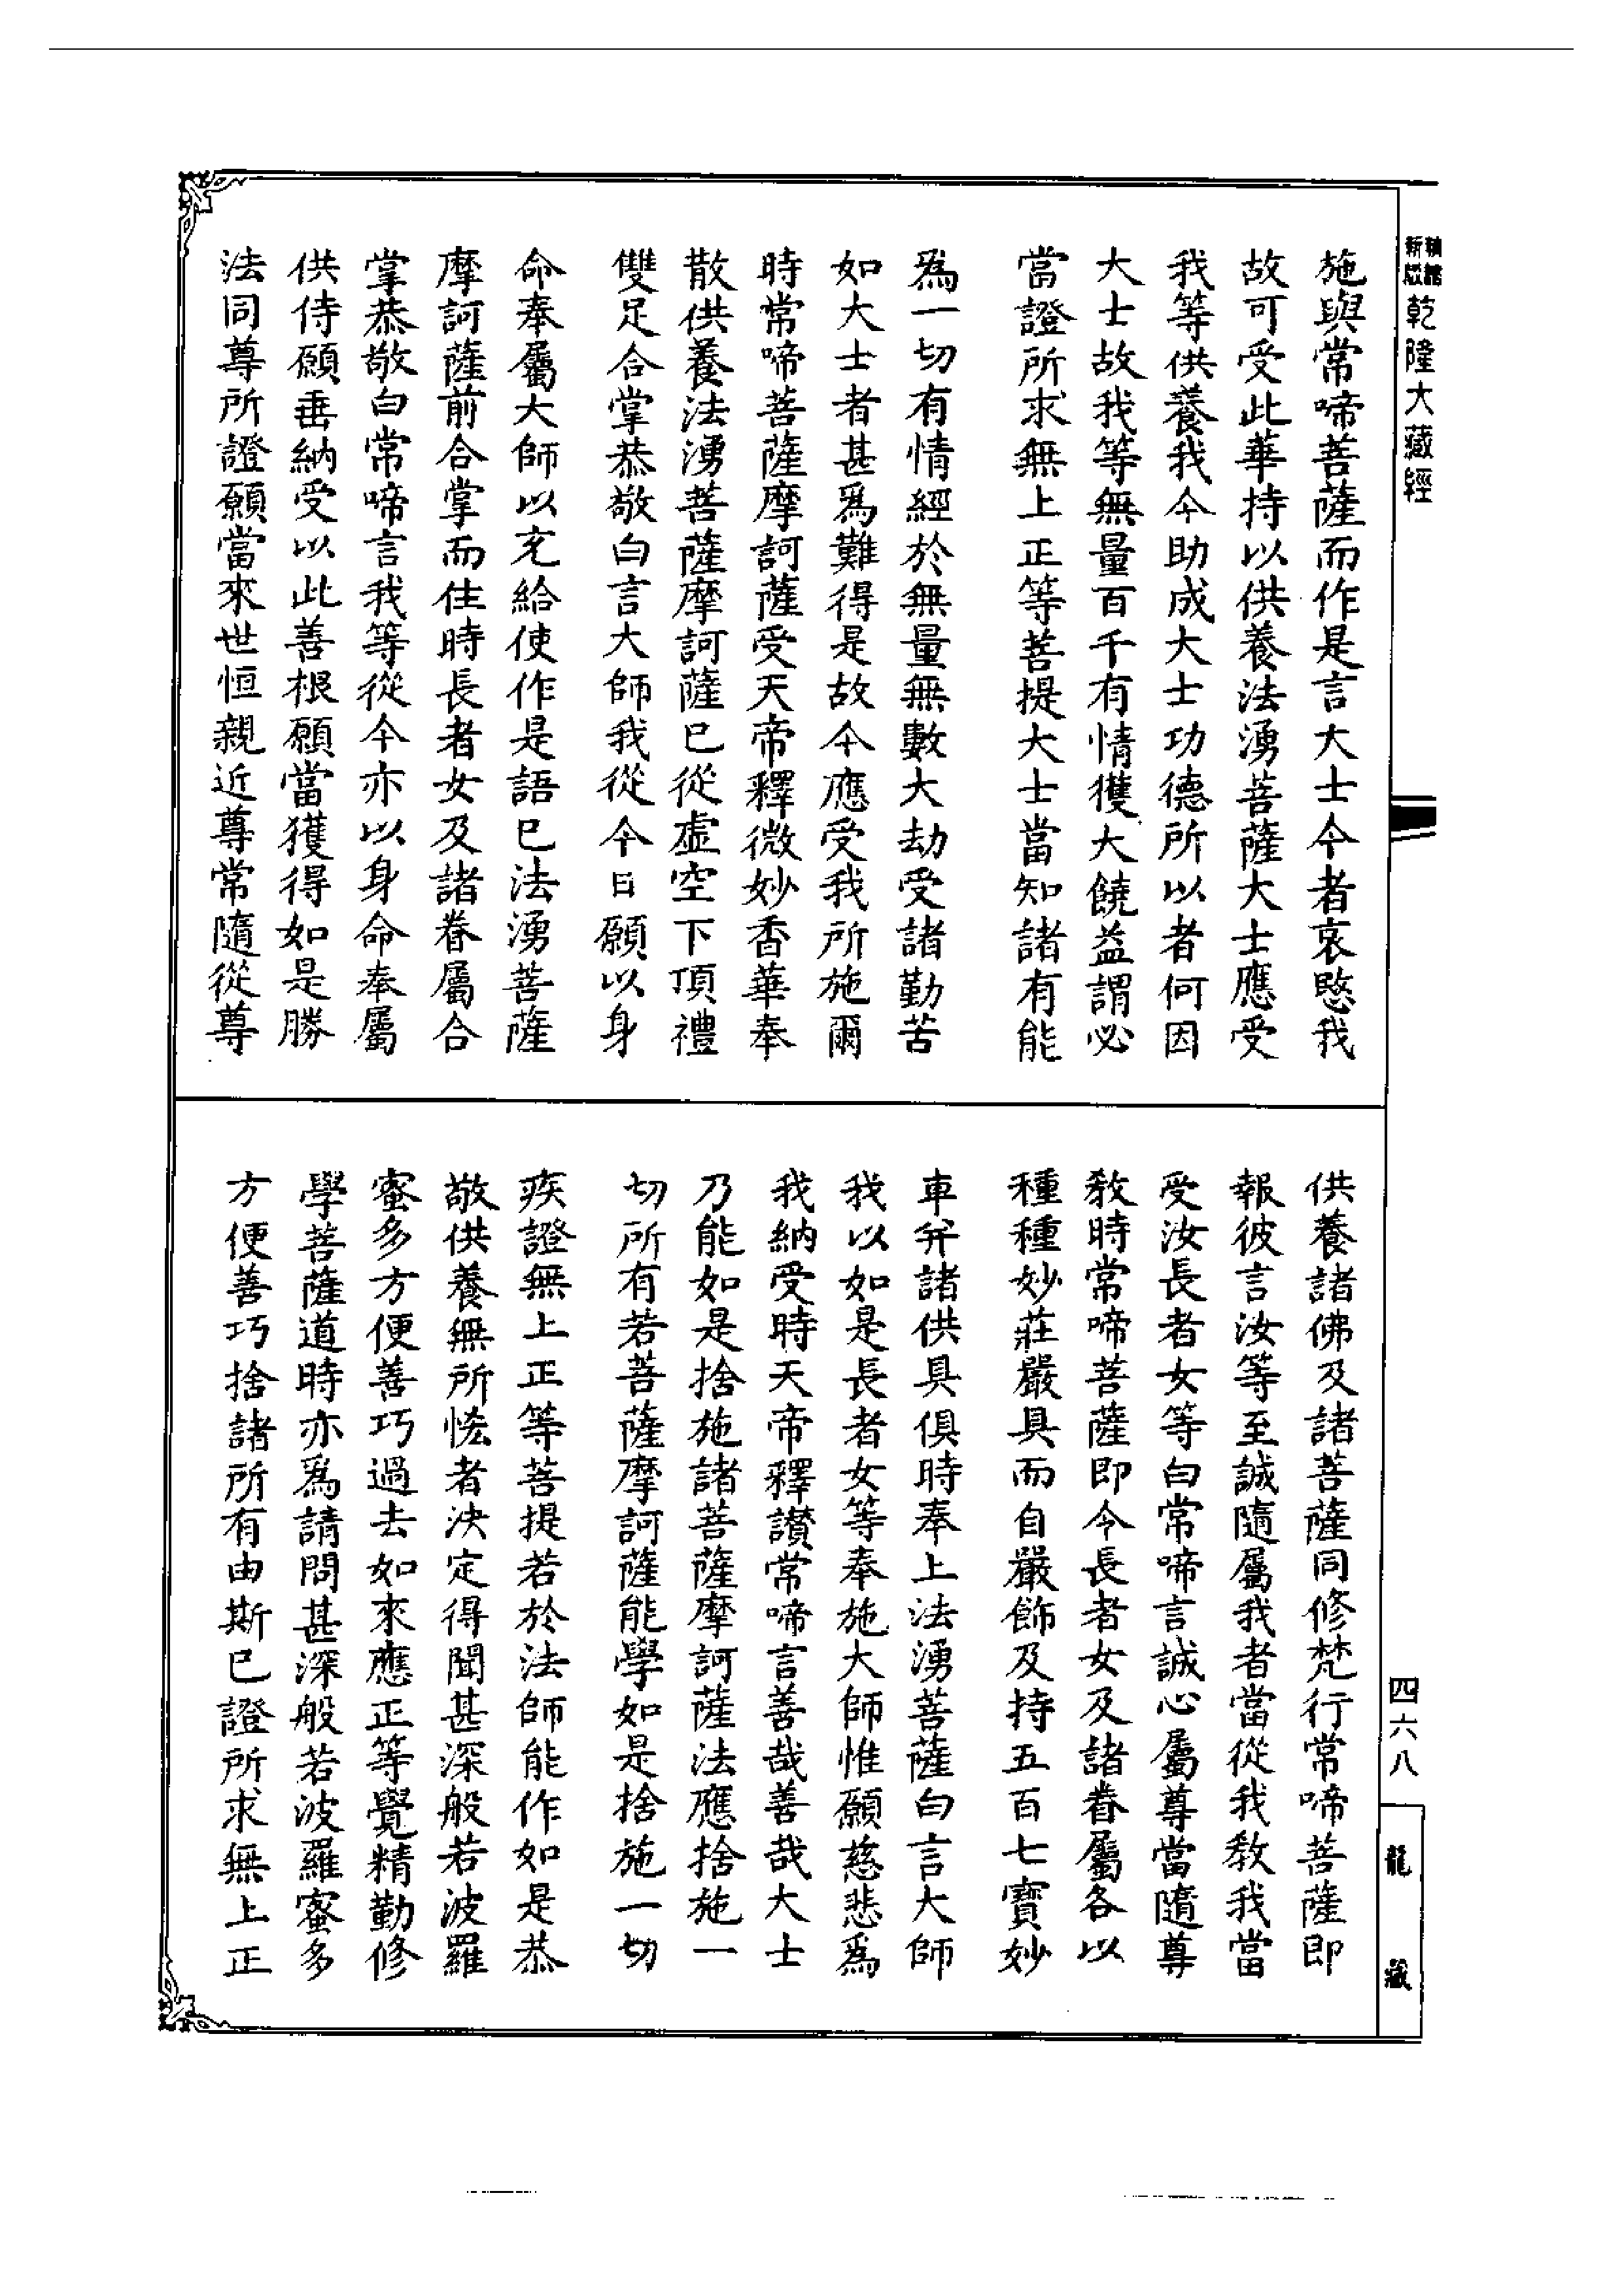 新纂縮印
乾隆大藏經
施與常啼菩薩而作是言大士今者哀愍我
故可受此華持以供養法湧菩薩大士應受
我等供養我今助成大士功德所以者何因
大士故我等無量百千有情獲大饒益謂必
當證所求無上正等菩提大士當知諸有能
爲一切有情經於無量無數大劫受諸勤苦
如大士者甚爲難得是故今應受我所施爾
時常啼菩薩摩訶薩受天帝釋微妙香華奉
散供養法湧菩薩摩訶薩已從虛空下頂禮
雙足合掌恭敬白言大師我從今日願以身
命奉屬大師以充給使作是語已法湧菩薩
摩訶薩前合掌而住時長者女及諸眷屬合
掌恭敬白常啼言我等從今亦以身命奉屬
供侍願垂納受以此善根願當獲得如是勝
法同尊所證願當來世恒親近尊常隨從尊
供養諸佛及諸菩薩同修梵行常啼菩薩即
報彼言汝等至誠隨屬我者當從我教我當
受汝長者女等白常啼言誠心屬尊當隨尊
教時常啼菩薩即令長者女及諸眷屬各以
種種妙莊嚴具而自嚴飾及持五百七寶妙
車并諸供具俱時奉上法湧菩薩白言大師
我以如是長者女等奉施大師惟願慈悲爲
我納受時天帝釋讚常啼言善哉善哉大士
乃能如是捨施諸菩薩摩訶薩法應捨施一
切所有若菩薩摩訶薩能學如是捨施一切
疾證無上正等菩提若於法師能作如是恭
敬供養無所悋者決定得聞甚深般若波羅
蜜多方便善巧過去如來應正等覺精勤修
學菩薩道時亦爲請問甚深般若波羅蜜多
方便善巧捨諸所有由斯已證所求無上正
四六八
龍藏